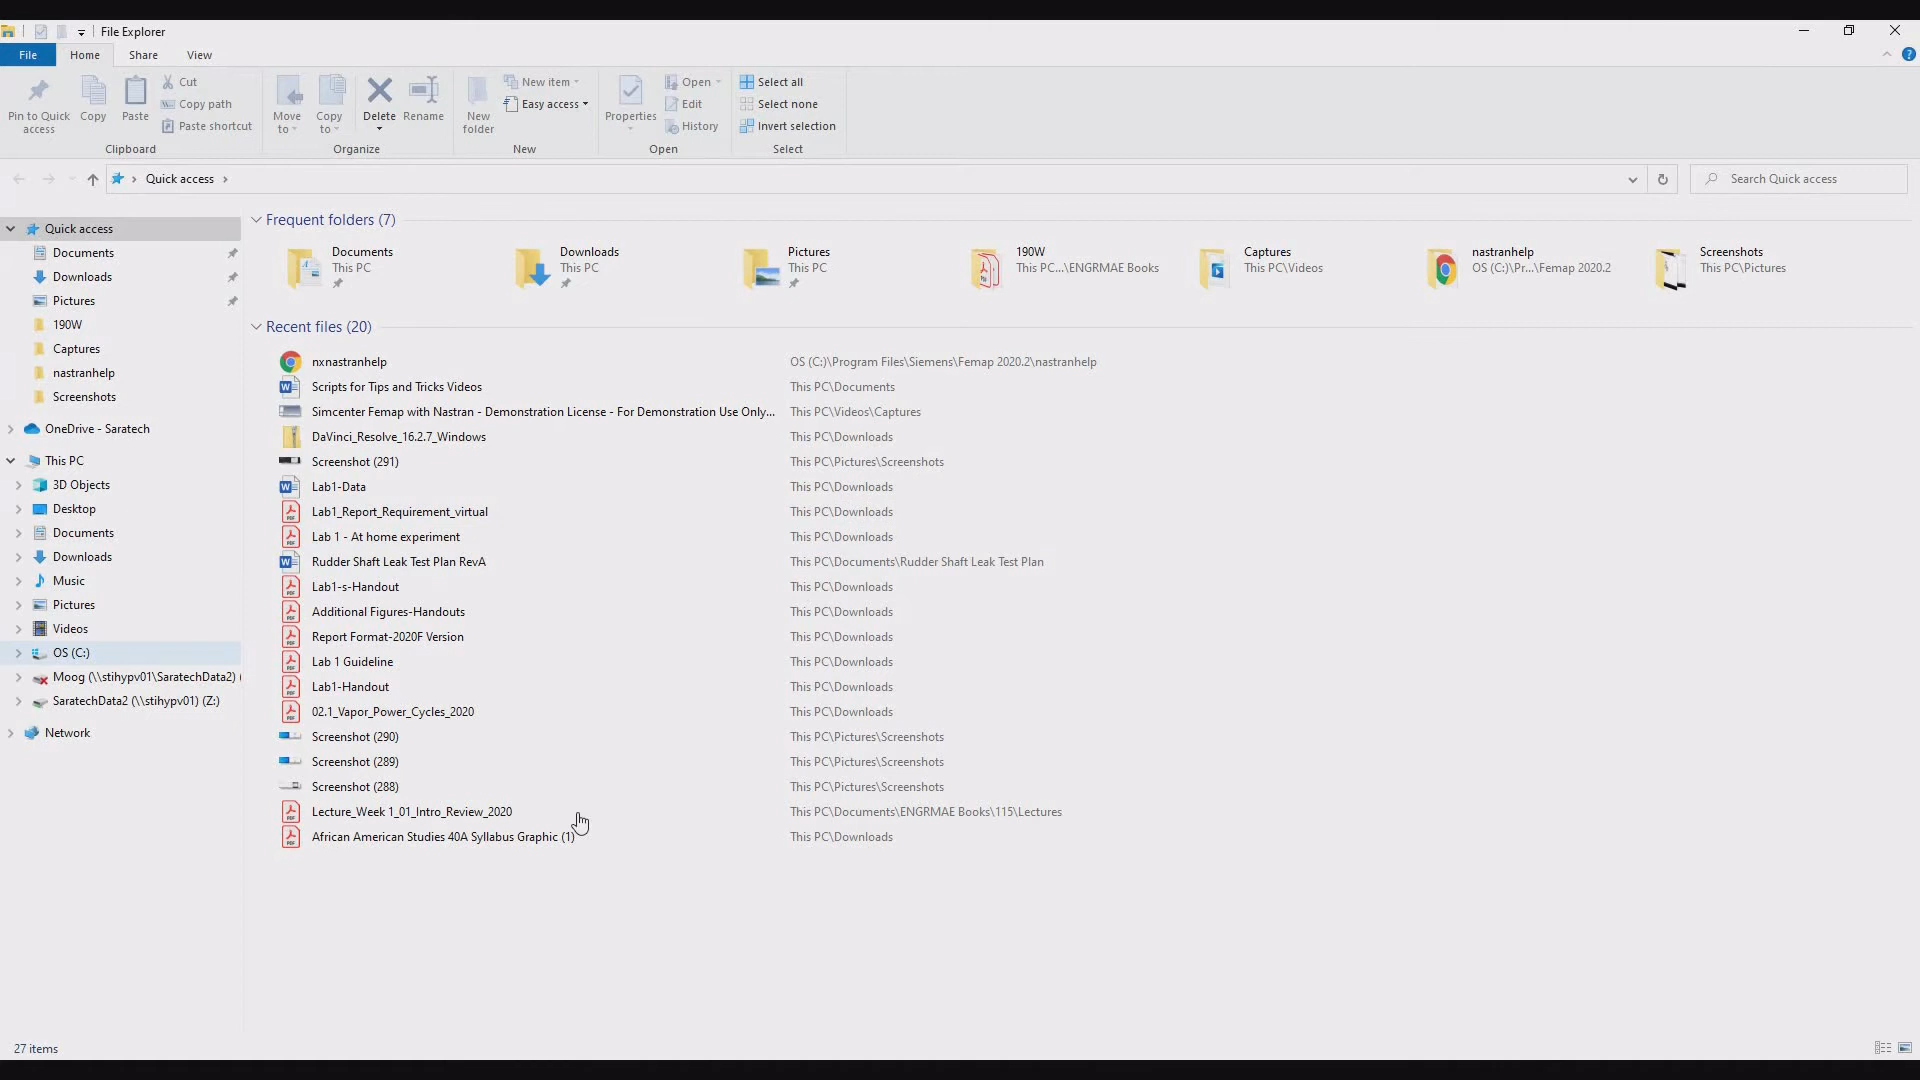 File Explorer
File Home Share View
Pin to Quick access
Copy
Paste
Cut
Copy path
Paste shortcut
Clipboard
Move to
Copy to
Delete
Rename
Organize
New folder
New item
Easy access
New
Properties
Open
Edit
History
Open
Select all
Select none
Invert selection
Select
Quick access
Search Quick access
Quick access
Documents
Downloads
Pictures
190W
Captures
nastranhelp
Screenshots
OneDrive - Saratech
This PC
3D Objects
Desktop
Documents
Downloads
Music
Pictures
Videos
OS (C:)
Moog (\\stihypv01\SaratechData2) (
SaratechData2 (\\stihypv01) (Z:)
Network
Frequent folders (7)
Documents
This PC
Downloads
This PC
Pictures
This PC
190W
This PC...\ENGRMAE Books
Captures
This PC\Videos
nastranhelp
OS (C:)\Pr...\Femap 2020.2
Screenshots
This PC\Pictures
Recent files (20)
nxnastranhelp OS (C:)\Program Files\Siemens\Femap 2020.2\nastranhelp
Scripts for Tips and Tricks Videos This PC\Documents
Simcenter Femap with Nastran - Demonstration License - For Demonstration Use Only... This PC\Videos\Captures
DaVinci_Resolve_16.2.7_Windows This PC\Downloads
Screenshot (291) This PC\Pictures\Screenshots
Lab1-Data This PC\Downloads
Lab1_Report_Requirement_virtual This PC\Downloads
Lab 1 - At home experiment This PC\Downloads
Rudder Shaft Leak Test Plan RevA This PC\Documents\Rudder Shaft Leak Test Plan
Lab1-s-Handout This PC\Downloads
Additional Figures-Handouts This PC\Downloads
Report Format-2020F Version This PC\Downloads
Lab 1 Guideline This PC\Downloads
Lab1-Handout This PC\Downloads
02.1_Vapor_Power_Cycles_2020 This PC\Downloads
Screenshot (290) This PC\Pictures\Screenshots
Screenshot (289) This PC\Pictures\Screenshots
Screenshot (288) This PC\Pictures\Screenshots
Lecture_Week 1_01_Intro_Review_2020 This PC\Documents\ENGRMAE Books\115\Lectures
African American Studies 40A Syllabus Graphic (1) This PC\Downloads
27 items